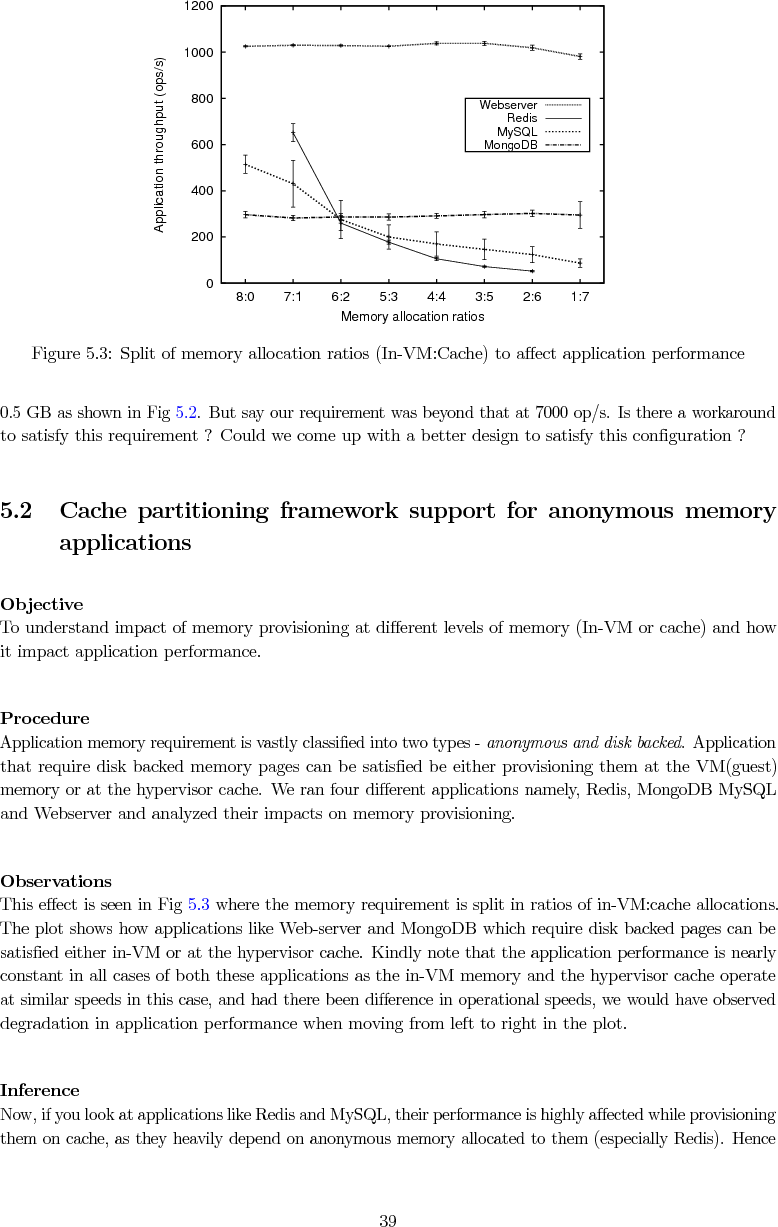 1200
1000
800
600
400
200
0
Application throughput (ops/s)
Webserver
Redis
MySQL
MongoDB
8:0 7:1 6:2 5:3 4:4 3:5 2:6 1:7
Memory allocation ratios
Figure 5.3: Split of memory allocation ratios (In-VM:Cache) to affect application performance
0.5 GB as shown in Fig 5.2. But say our requirement was beyond that at 7000 op/s. Is there a workaround
to satisfy this requirement ? Could we come up with a better design to satisfy this configuration ?
5.2 Cache partitioning framework support for anonymous memory
applications
Objective
To understand impact of memory provisioning at different levels of memory (In-VM or cache) and how
it impact application performance.
Procedure
Application memory requirement is vastly classified into two types - anonymous and disk backed. Application
that require disk backed memory pages can be satisfied be either provisioning them at the VM(guest)
memory or at the hypervisor cache. We ran four different applications namely, Redis, MongoDB MySQL
and Webserver and analyzed their impacts on memory provisioning.
Observations
This effect is seen in Fig 5.3 where the memory requirement is split in ratios of in-VM:cache allocations.
The plot shows how applications like Web-server and MongoDB which require disk backed pages can be
satisfied either in-VM or at the hypervisor cache. Kindly note that the application performance is nearly
constant in all cases of both these applications as the in-VM memory and the hypervisor cache operate
at similar speeds in this case, and had there been difference in operational speeds, we would have observed
degradation in application performance when moving from left to right in the plot.
Inference
Now, if you look at applications like Redis and MySQL, their performance is highly affected while provisioning
them on cache, as they heavily depend on anonymous memory allocated to them (especially Redis). Hence
39